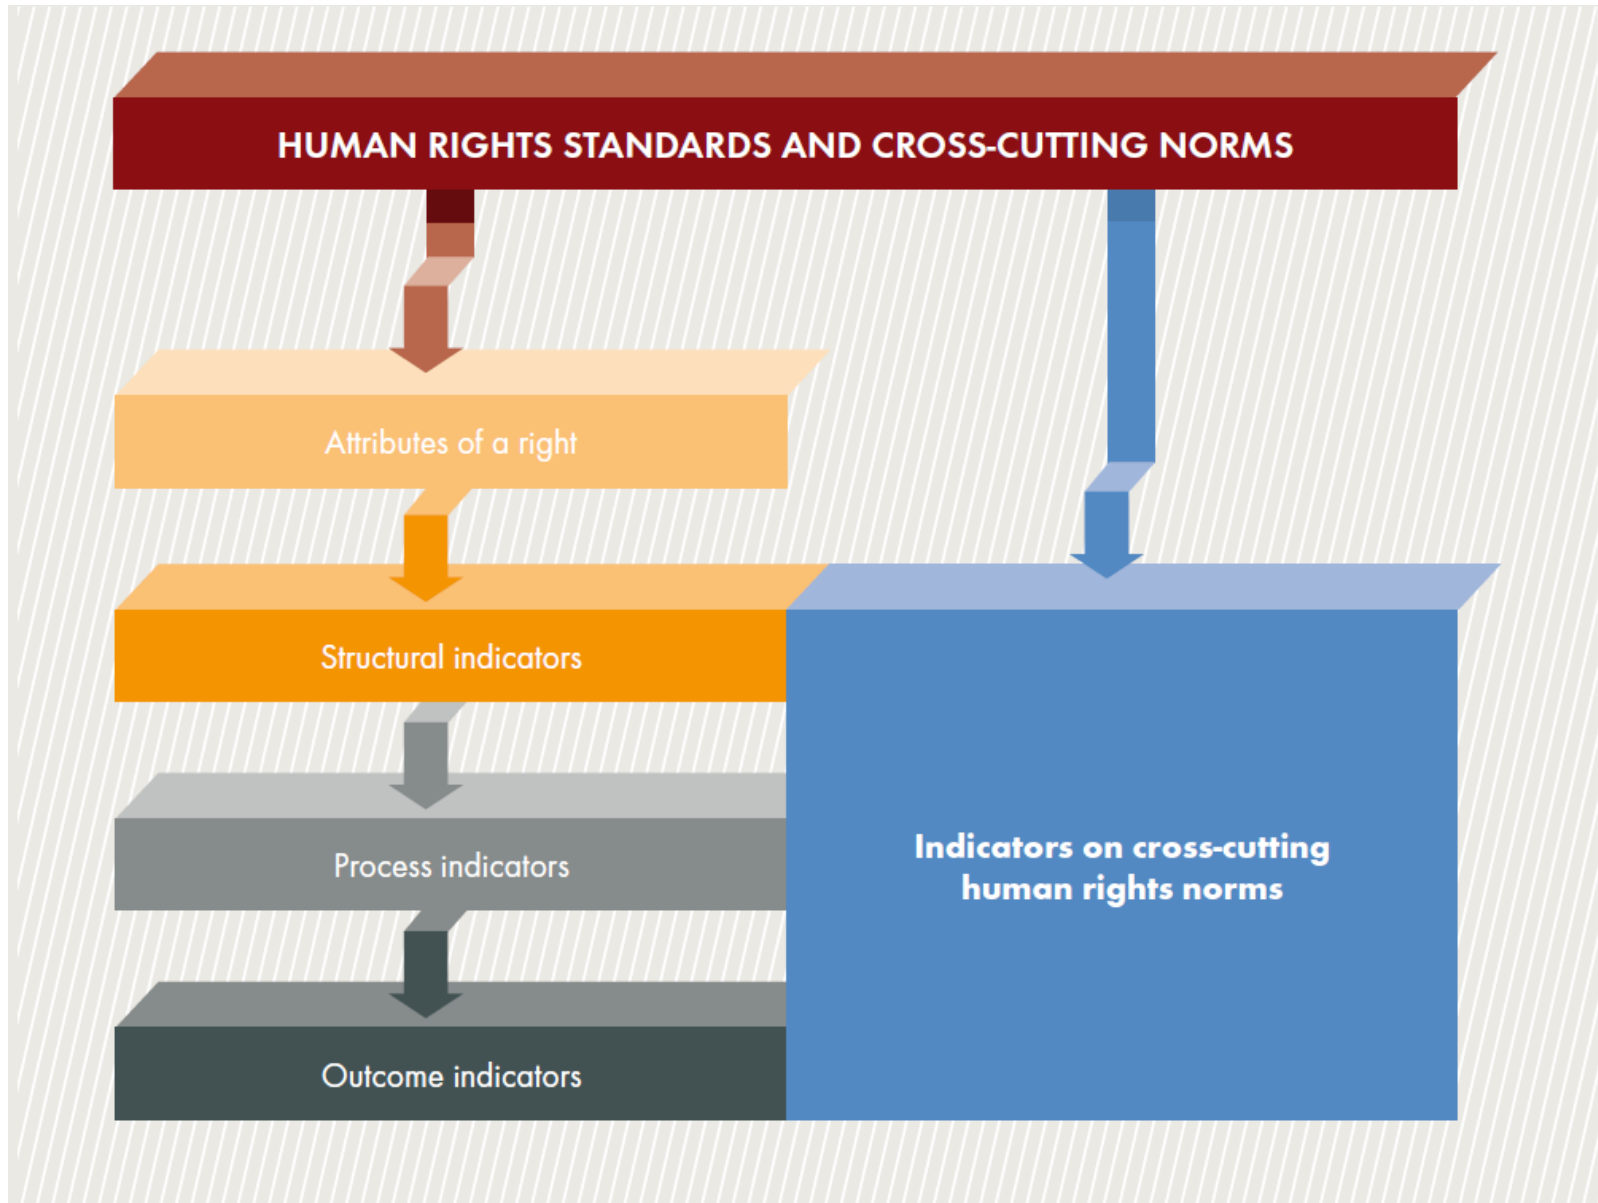 HUMAN RIGHTS STANDARDS AND CROSS-CUTTING NORMS
Attributes of a right
Structural indicators
Process indicators
Outcome indicators
Indicators on cross-cutting
human rights norms